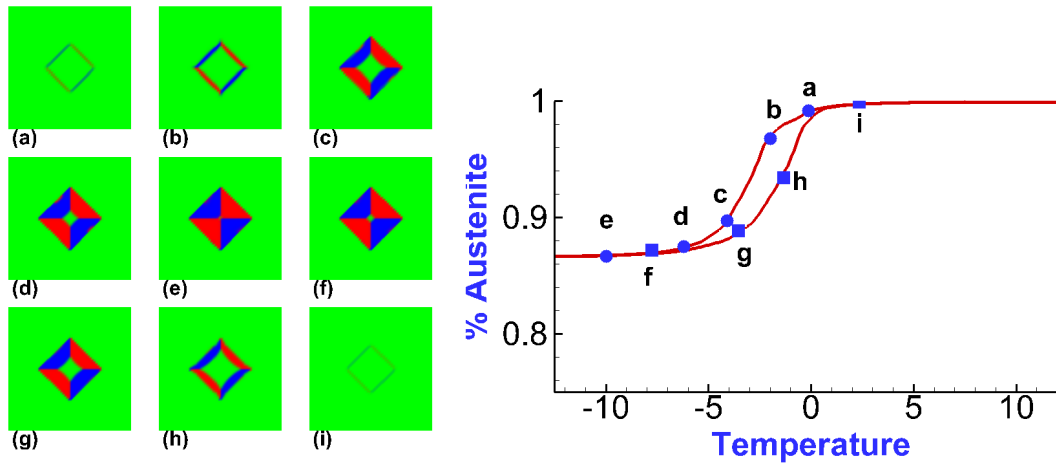 (a) (b) (c)
(d) (e) (f)
(g) (h) (i)
% Austenite
1
0.9
0.8
a
b
i
h
c
d
e
g
f
-10 -5 0 5 10
Temperature